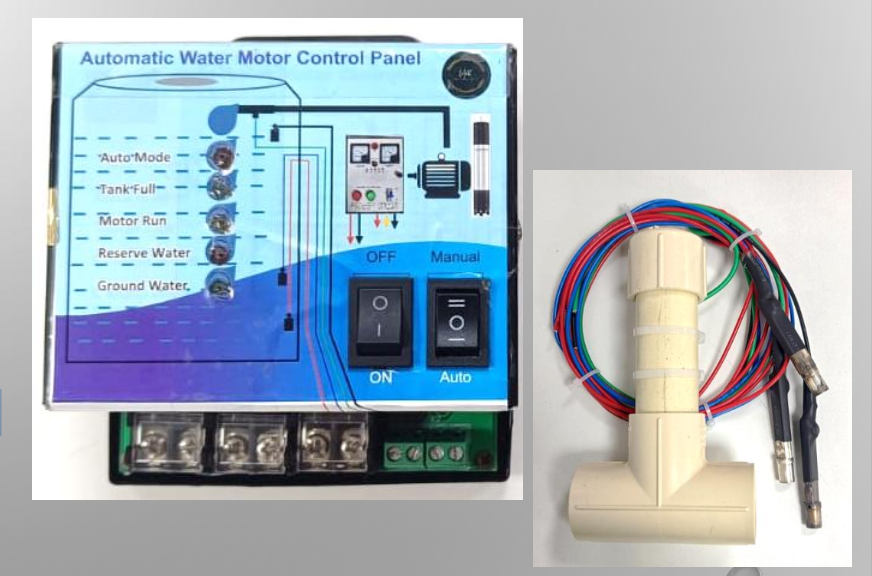 Automatic Water Motor Control Panel
Auto Mode
Tank Full
Motor Run
Reserve Water
Ground Water
OFF
Manual
ON
Auto